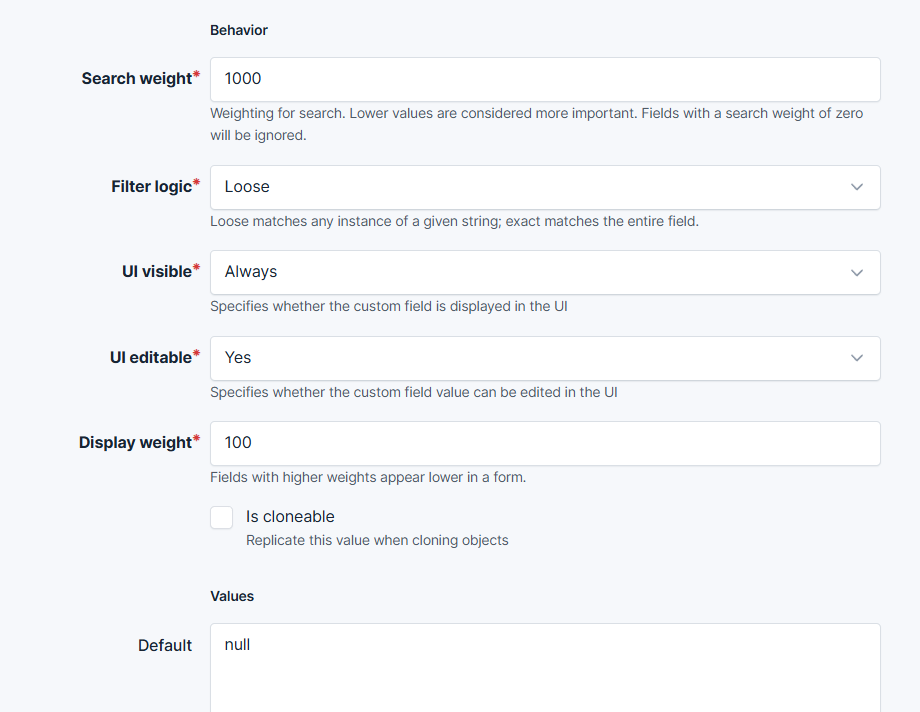 Behavior
Search weight*
1000
Weighting for search. Lower values are considered more important. Fields with a search weight of zero
will be ignored.
Filter logic*
Loose
Loose matches any instance of a given string; exact matches the entire field.
UI visible*
Always
Specifies whether the custom field is displayed in the UI
UI editable*
Yes
Specifies whether the custom field value can be edited in the UI
Display weight*
100
Fields with higher weights appear lower in a form.
Is cloneable
Replicate this value when cloning objects
Values
Default
null